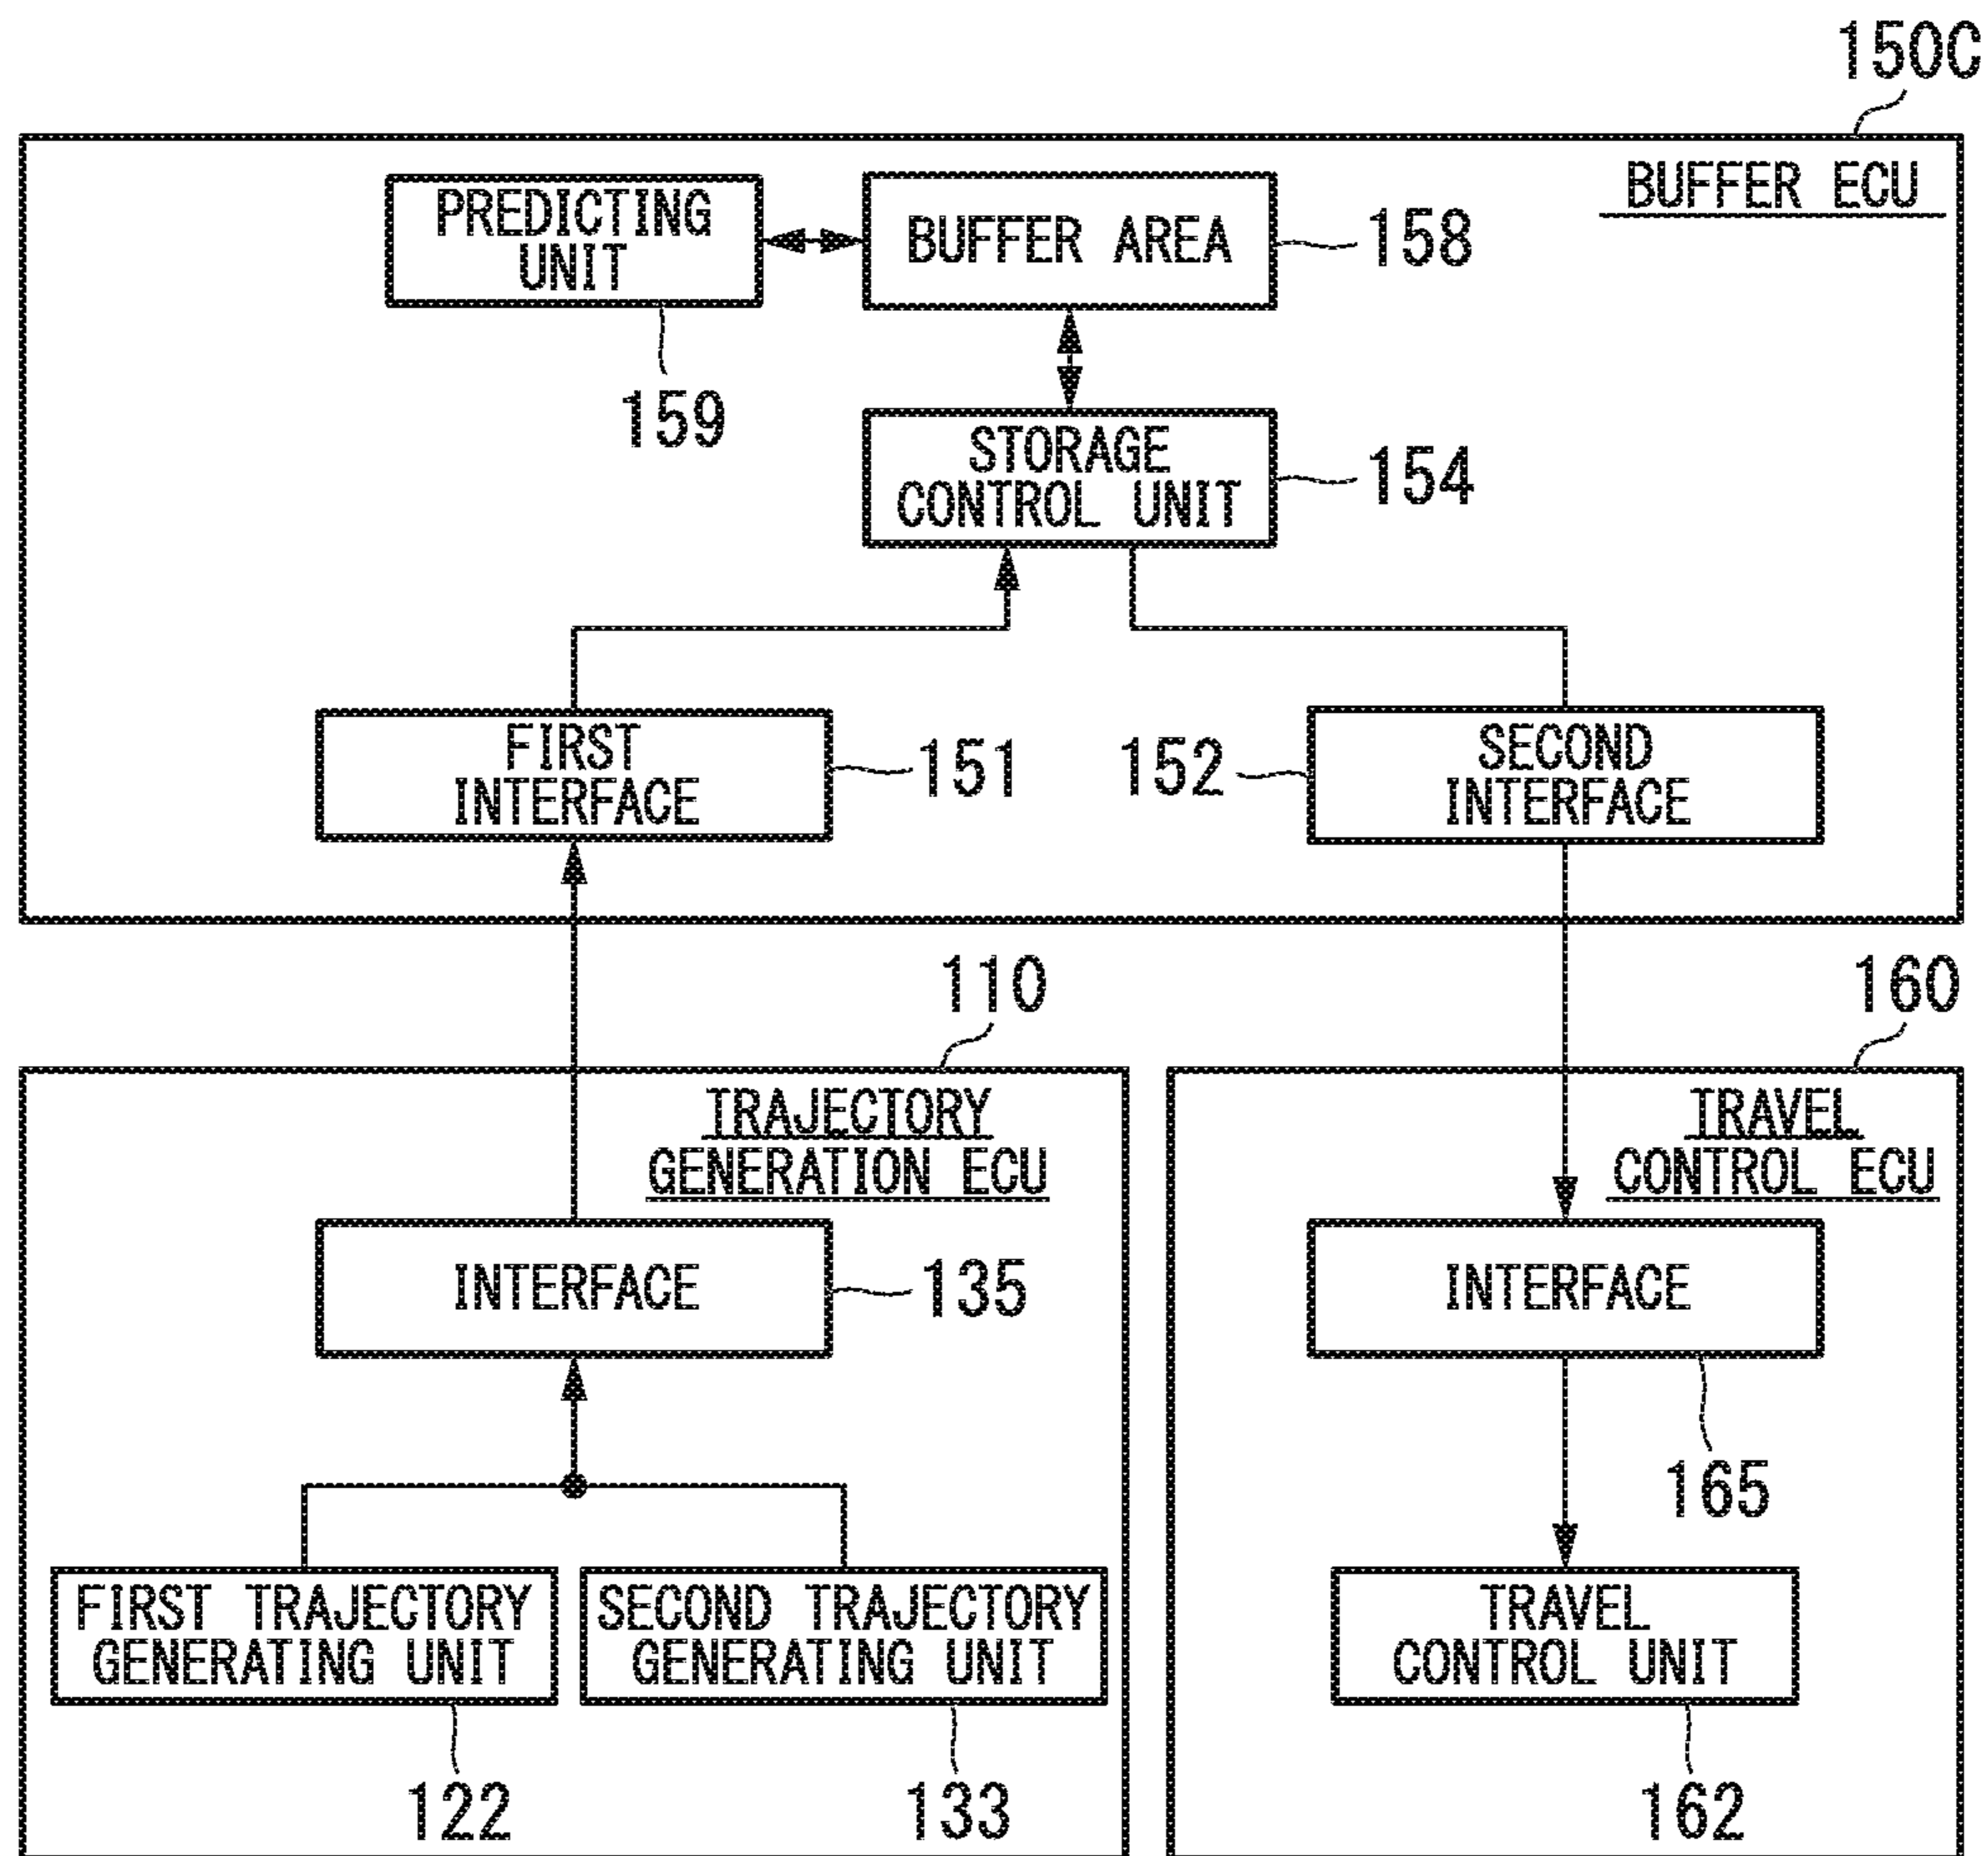 150C
BUFFER ECU
PREDICTING
UNIT
159
BUFFER AREA
158
STORAGE
CONTROL UNIT
154
FIRST
INTERFACE
151
152
SECOND
INTERFACE
110
TRAJECTORY
GENERATION ECU
INTERFACE
135
FIRST TRAJECTORY
GENERATING UNIT
122
SECOND TRAJECTORY
GENERATING UNIT
133
160
TRAVEL
CONTROL ECU
INTERFACE
165
TRAVEL
CONTROL UNIT
162